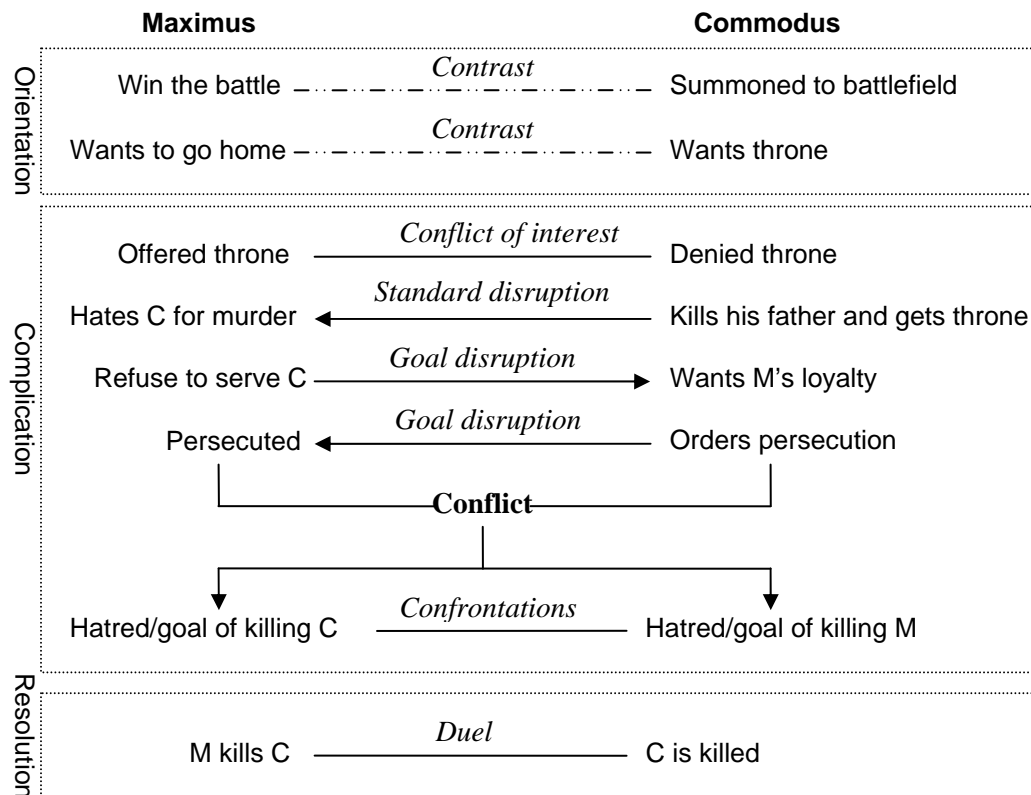 Maximus
Commodus
Orientation
Contrast
Win the battle
Summoned to battlefield
Contrast
Wants to go home
Wants throne
Complication
Conflict of interest
Offered throne
Denied throne
Standard disruption
Hates C for murder
Kills his father and gets throne
Goal disruption
Refuse to serve C
Wants M's loyalty
Goal disruption
Persecuted
Orders persecution
Conflict
Confrontations
Hatred/goal of killing C
Hatred/goal of killing M
Resolution
Duel
M kills C
C is killed